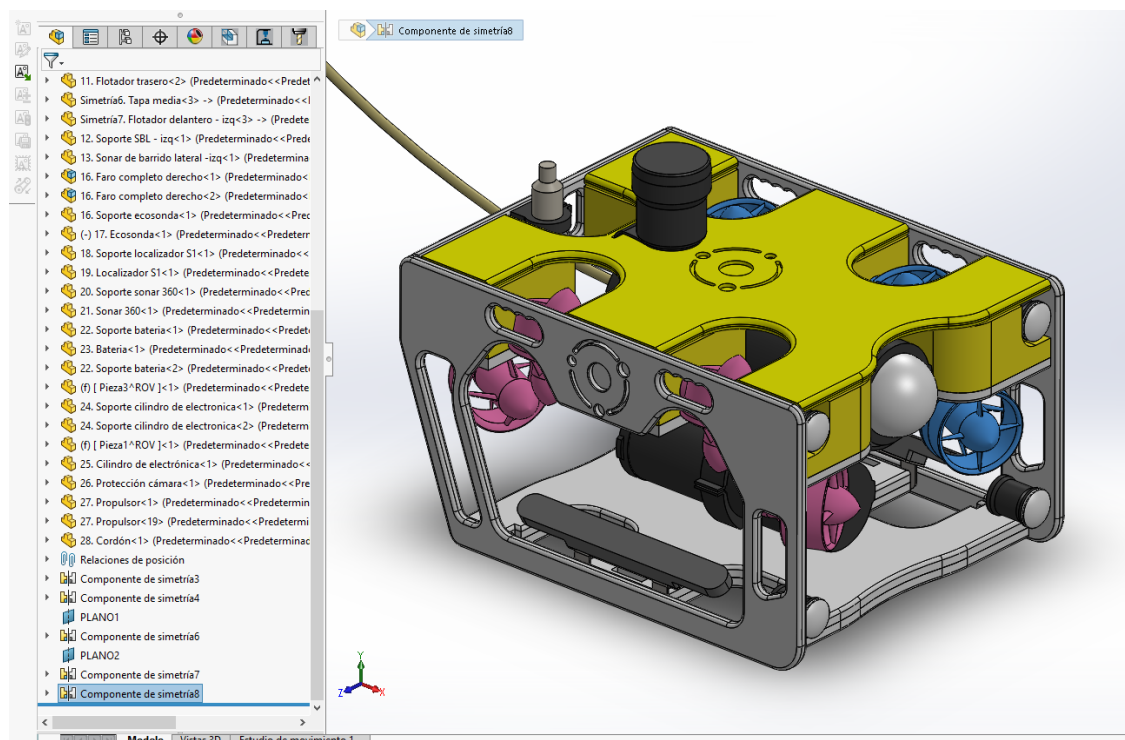 Componente de simetría8
11. Flotador trasero<2> (Predeterminado<<Predet
Simetría6. Tapa media<3> -> (Predeterminado<<
Simetría7. Flotador delantero - izq<3> -> (Predete
12. Soporte SBL - izq<1> (Predeterminado<<Prede
13. Sonar de barrido lateral -izq<1> (Predetermina
16. Faro completo derecho<1> (Predeterminado<
16. Faro completo derecho<2> (Predeterminado<
16. Soporte ecosonda<1> (Predeterminado<<Pred
(-) 17. Ecosonda<1> (Predeterminado<<Predeterr
18. Soporte localizador S1<1> (Predeterminado<<
19. Localizador S1<1> (Predeterminado<<Predete
20. Soporte sonar 360<1> (Predeterminado<<Pred
21. Sonar 360<1> (Predeterminado<<Predetermin
22. Soporte bateria<1> (Predeterminado<<Predete
23. Bateria<1> (Predeterminado<<Predeterminad
22. Soporte bateria<2> (Predeterminado<<Predete
(f) [ Pieza3^ROV ]<1> (Predeterminado<<Predete
24. Soporte cilindro de electronica<1> (Predeterm
24. Soporte cilindro de electronica<2> (Predeterm
(f) [ Pieza1^ROV ]<1> (Predeterminado<<Predete
25. Cilindro de electrónica<1> (Predeterminado<<
26. Protección cámara<1> (Predeterminado<<Pre
27. Propulsor<1> (Predeterminado<<Predetermin
27. Propulsor<19> (Predeterminado<<Predetermi
28. Cordón<1> (Predeterminado<<Predeterminad
Relaciones de posición
Componente de simetría3
Componente de simetría4
PLANO1
Componente de simetría6
PLANO2
Componente de simetría7
Componente de simetría8
Y
Z
X
Modelo
Vistas 3D
Estudio de movimiento 1